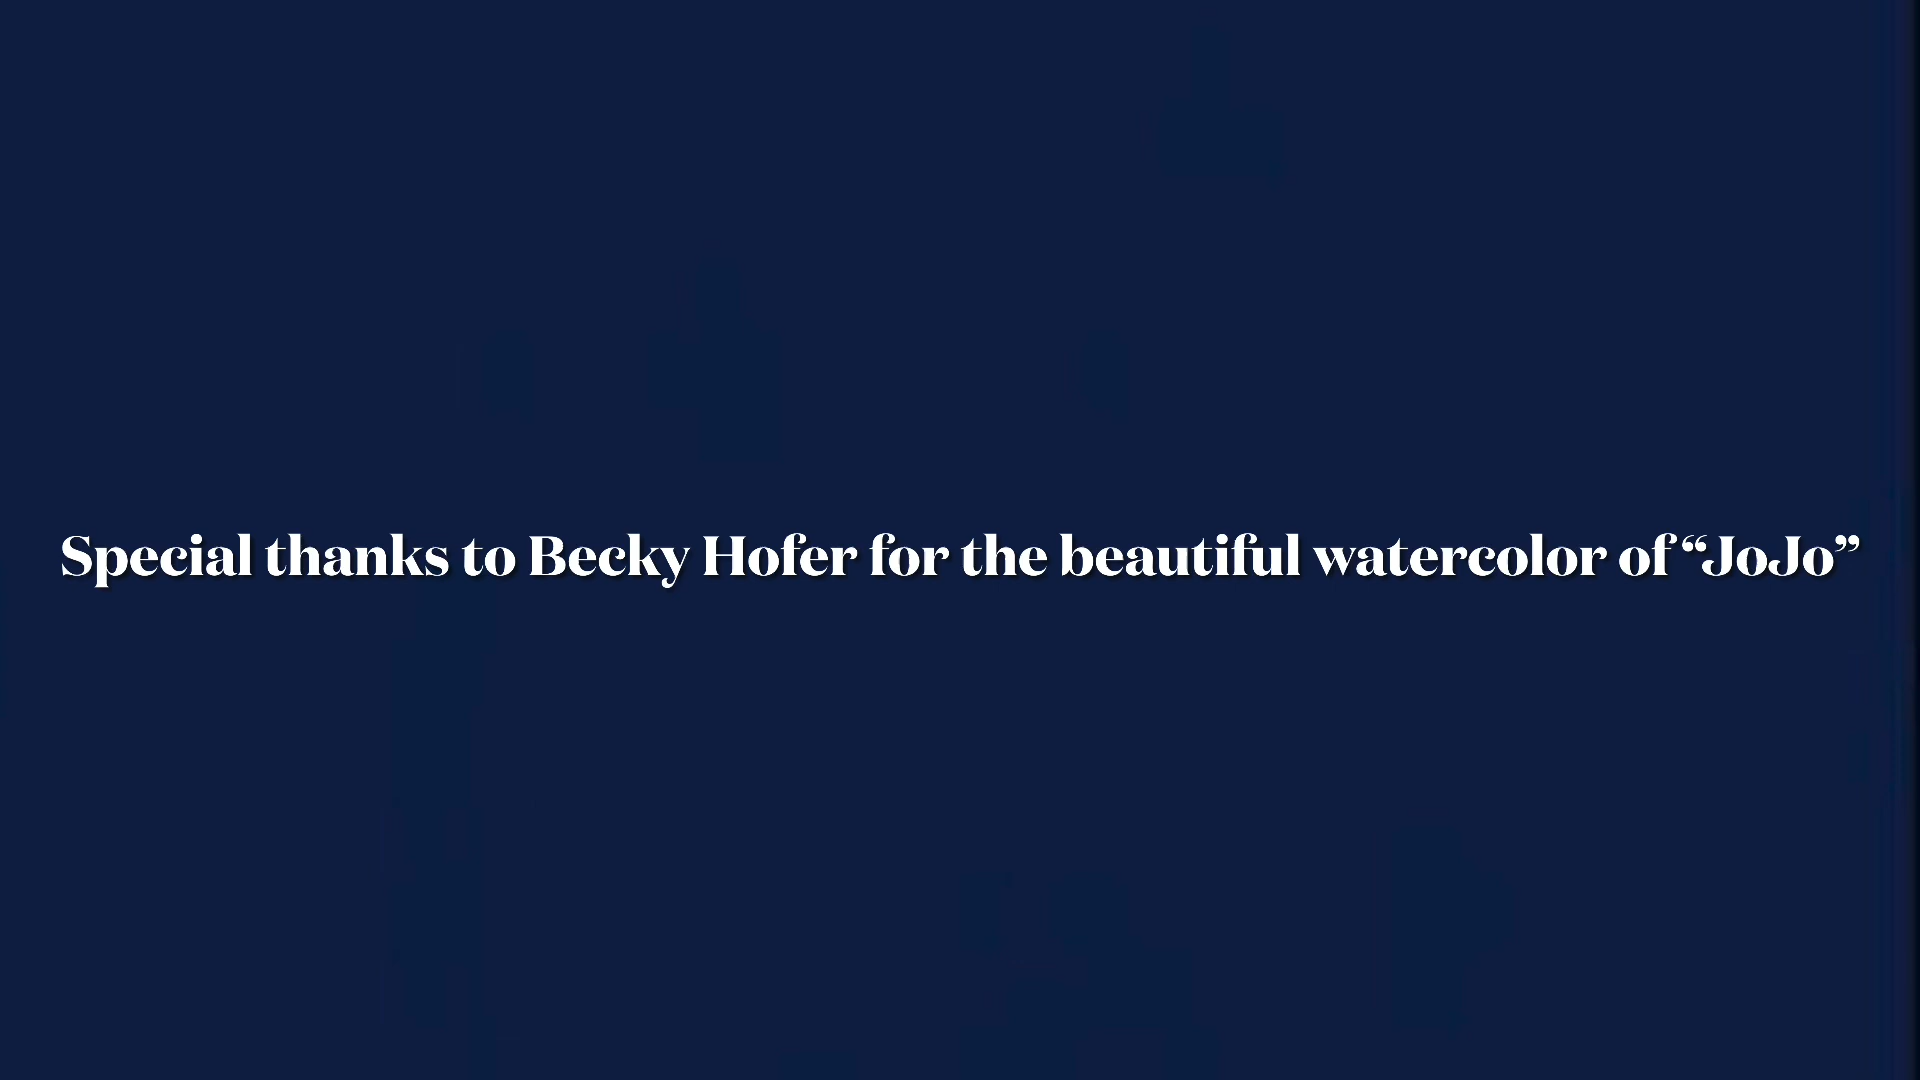 Special thanks to Becky Hofer for the beautiful watercolor of “JoJo”